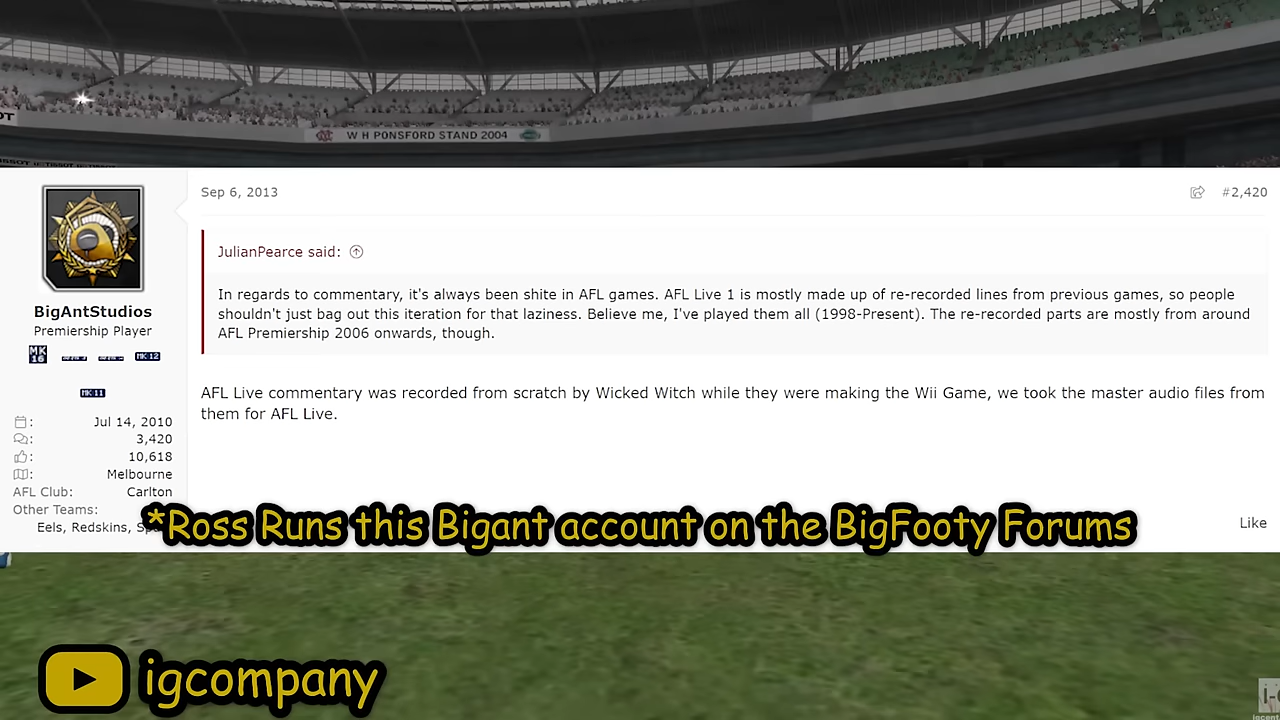 W H PONSFORD STAND 2004
Sep 6, 2013
#2,420
JulianPearce said:
In regards to commentary, it's always been shite in AFL games. AFL Live 1 is mostly made up of re-recorded lines from previous games, so people
shouldn't just bag out this iteration for that laziness. Believe me, I've played them all (1998-Present). The re-recorded parts are mostly from around
AFL Premiership 2006 onwards, though.
BigAntStudios
Premiership Player
MK 16
MK 12
MK 11
AFL Live commentary was recorded from scratch by Wicked Witch while they were making the Wii Game, we took the master audio files from
them for AFL Live.
: Jul 14, 2010
: 3,420
: 10,618
: Melbourne
AFL Club: Carlton
Other Teams:
Eels, Redskins,
*Ross Runs this Bigant account on the BigFooty Forums
Like
igcompany